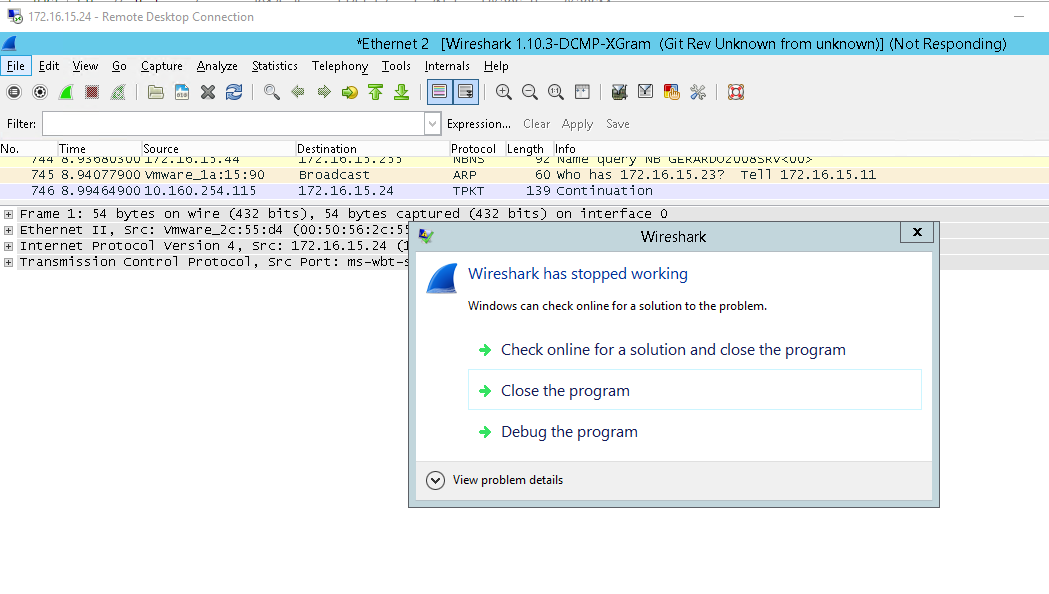 172.16.15.24 - Remote Desktop Connection
*Ethernet 2 [Wireshark 1.10.3-DCMP-XGram (Git Rev Unknown from unknown)] (Not Responding)
File Edit View Go Capture Analyze Statistics Telephony Tools Internals Help
Filter: Expression... Clear Apply Save
No. Time Source Destination Protocol Length Info
744 8.93680300 172.16.15.44 172.16.15.255 NBNS 92 Name query NB GERARDO2008SRV<00>
745 8.94077900 Vmware_1a:15:90 Broadcast ARP 60 Who has 172.16.15.23? Tell 172.16.15.11
746 8.99464900 10.160.254.115 172.16.15.24 TPKT 139 Continuation
Frame 1: 54 bytes on wire (432 bits), 54 bytes captured (432 bits) on interface 0
Ethernet II, Src: Vmware_2c:55:d4 (00:50:56:2c:55
Internet Protocol Version 4, Src: 172.16.15.24 (1
Transmission Control Protocol, Src Port: ms-wbt-s
Wireshark
x
Wireshark has stopped working
Windows can check online for a solution to the problem.
Check online for a solution and close the program
Close the program
Debug the program
View problem details